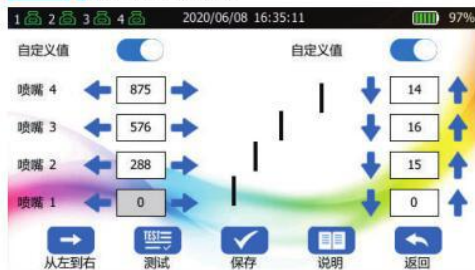 1 2 3 4 2020/06/08 16:35:11 97%
自定义值 自定义值
喷嘴 4 875 14
喷嘴 3 576 16
喷嘴 2 288 15
喷嘴 1 0 0
TEST
从左到右 测试 保存 说明 返回